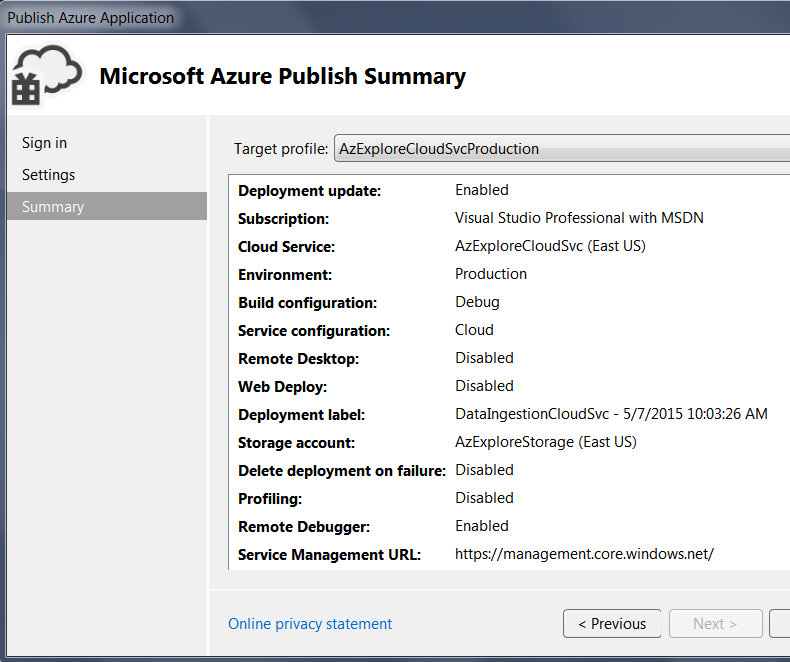 Publish Azure Application
Microsoft Azure Publish Summary
Sign in
Settings
Summary
Target profile: AzExploreCloudSvcProduction
Deployment update: Enabled
Subscription: Visual Studio Professional with MSDN
Cloud Service: AzExploreCloudSvc (East US)
Environment: Production
Build configuration: Debug
Service configuration: Cloud
Remote Desktop: Disabled
Web Deploy: Disabled
Deployment label: DataIngestionCloudSvc - 5/7/2015 10:03:26 AM
Storage account: AzExploreStorage (East US)
Delete deployment on failure: Disabled
Profiling: Disabled
Remote Debugger: Enabled
Service Management URL: https://management.core.windows.net/
Online privacy statement < Previous Next >